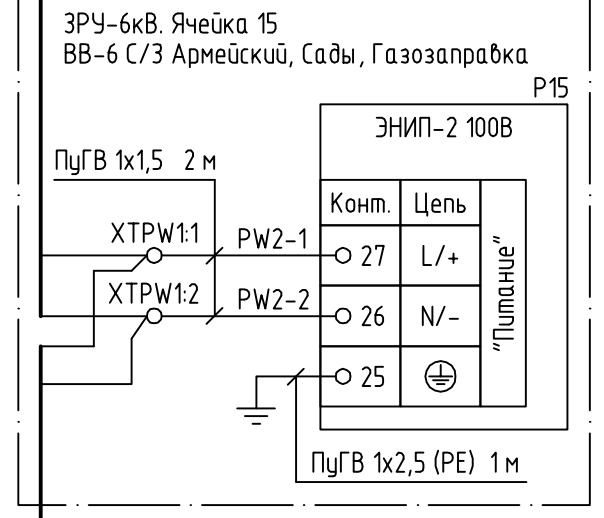 ЗРУ-6кВ. Ячейка 15
ВВ-6 С/З Армейский, Сады, Газозаправка
Р15
ЭНИП-2 100В
ПуГВ 1х1,5 2 м
Конт. Цепь
"Питание"
XTPW1:1 PW2-1 27 L/+
XTPW1:2 PW2-2 26 N/-
25
ПуГВ 1х2,5 (РЕ) 1 м